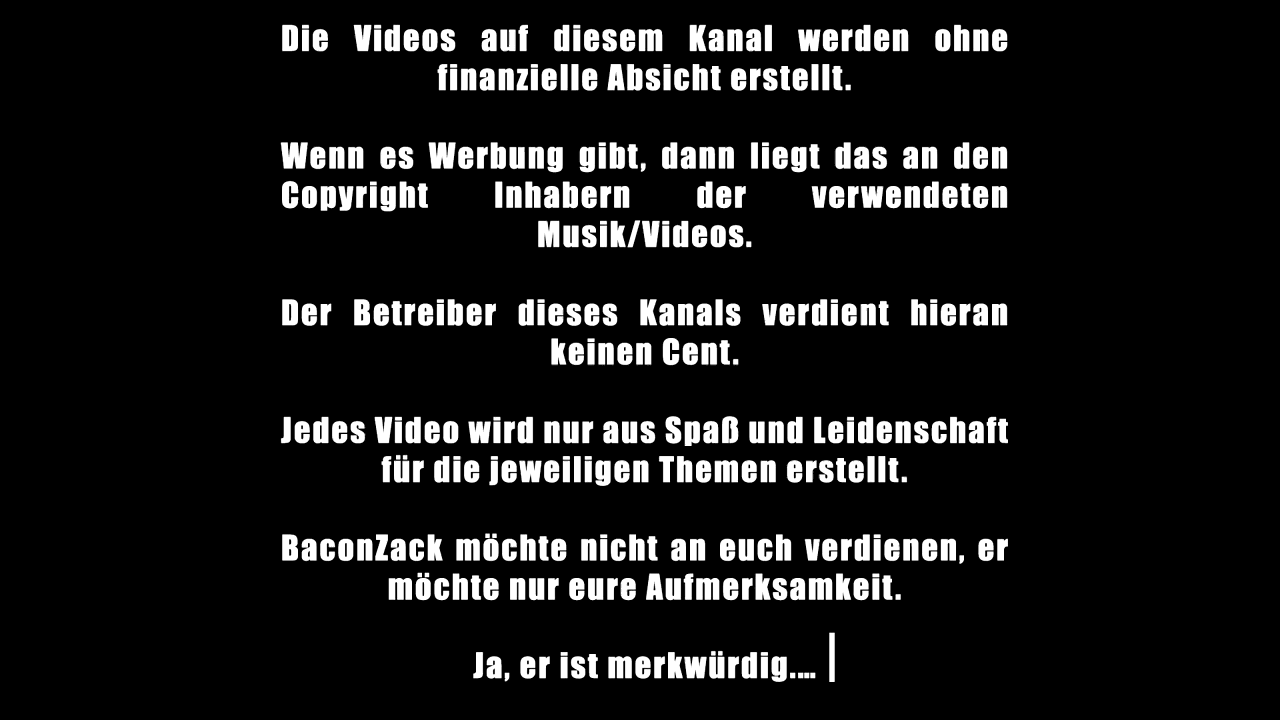 Die Videos auf diesem Kanal werden ohne
finanzielle Absicht erstellt.
Wenn es Werbung gibt, dann liegt das an den
Copyright Inhabern der verwendeten
Musik/Videos.
Der Betreiber dieses Kanals verdient hieran
keinen Cent.
Jedes Video wird nur aus Spaß und Leidenschaft
für die jeweiligen Themen erstellt.
BaconZack möchte nicht an euch verdienen, er
möchte nur eure Aufmerksamkeit.
Ja, er ist merkwürdig....